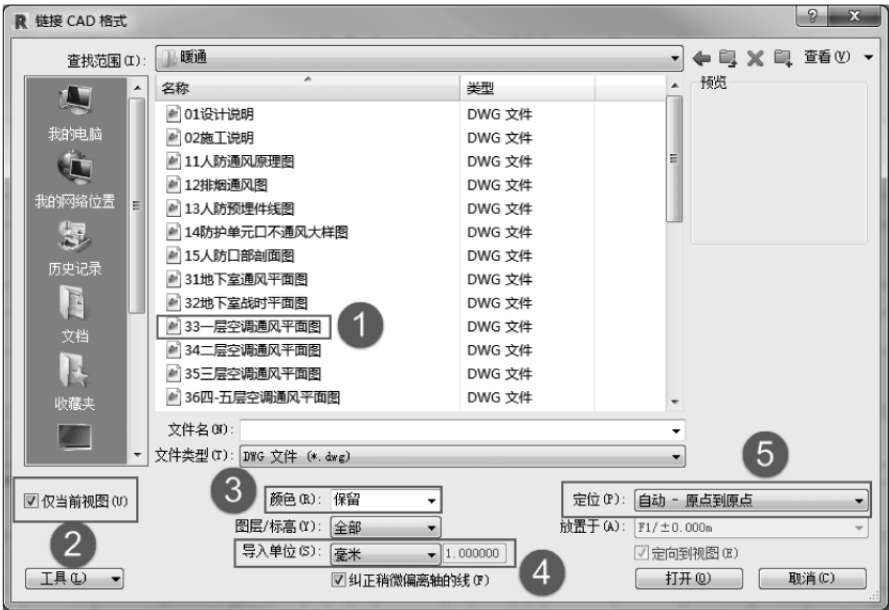 链接 CAD 格式
查找范围(I):
暖通
查看(V)
我的电脑
我的网络位置
历史记录
文档
收藏夹
名称 类型
01设计说明 DWG 文件
02施工说明 DWG 文件
11人防通风原理图 DWG 文件
12排烟通风图 DWG 文件
13人防预埋件线图 DWG 文件
14防护单元口不通风大样图 DWG 文件
15人防口部剖面图 DWG 文件
31地下室通风平面图 DWG 文件
32地下室战时平面图 DWG 文件
33一层空调通风平面图 DWG 文件
1
34二层空调通风平面图 DWG 文件
35三层空调通风平面图 DWG 文件
36四-五层空调通风平面图 DWG 文件
预览
文件名(N):
文件类型(T): DWG 文件 (*.dwg)
5
仅当前视图(U)
2
3
颜色(R): 保留
定位(P): 自动 - 原点到原点
图层/标高(Y): 全部
放置于(A): F1/±0.000m
导入单位(S): 毫米 1.000000
4
定向到视图(E)
工具(L)
纠正稍微偏离轴的线(F)
打开(O)
取消(C)